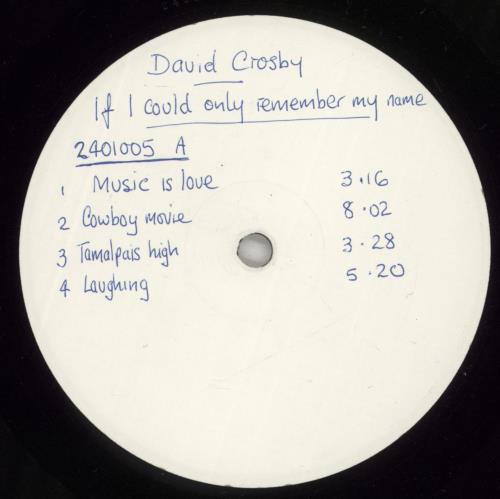 David Crosby
If I could only remember my name
2401005 A
1 Music is love 3.16
2 Cowboy movie 8.02
3 Tamalpais high 3.28
4 Laughing 5.20